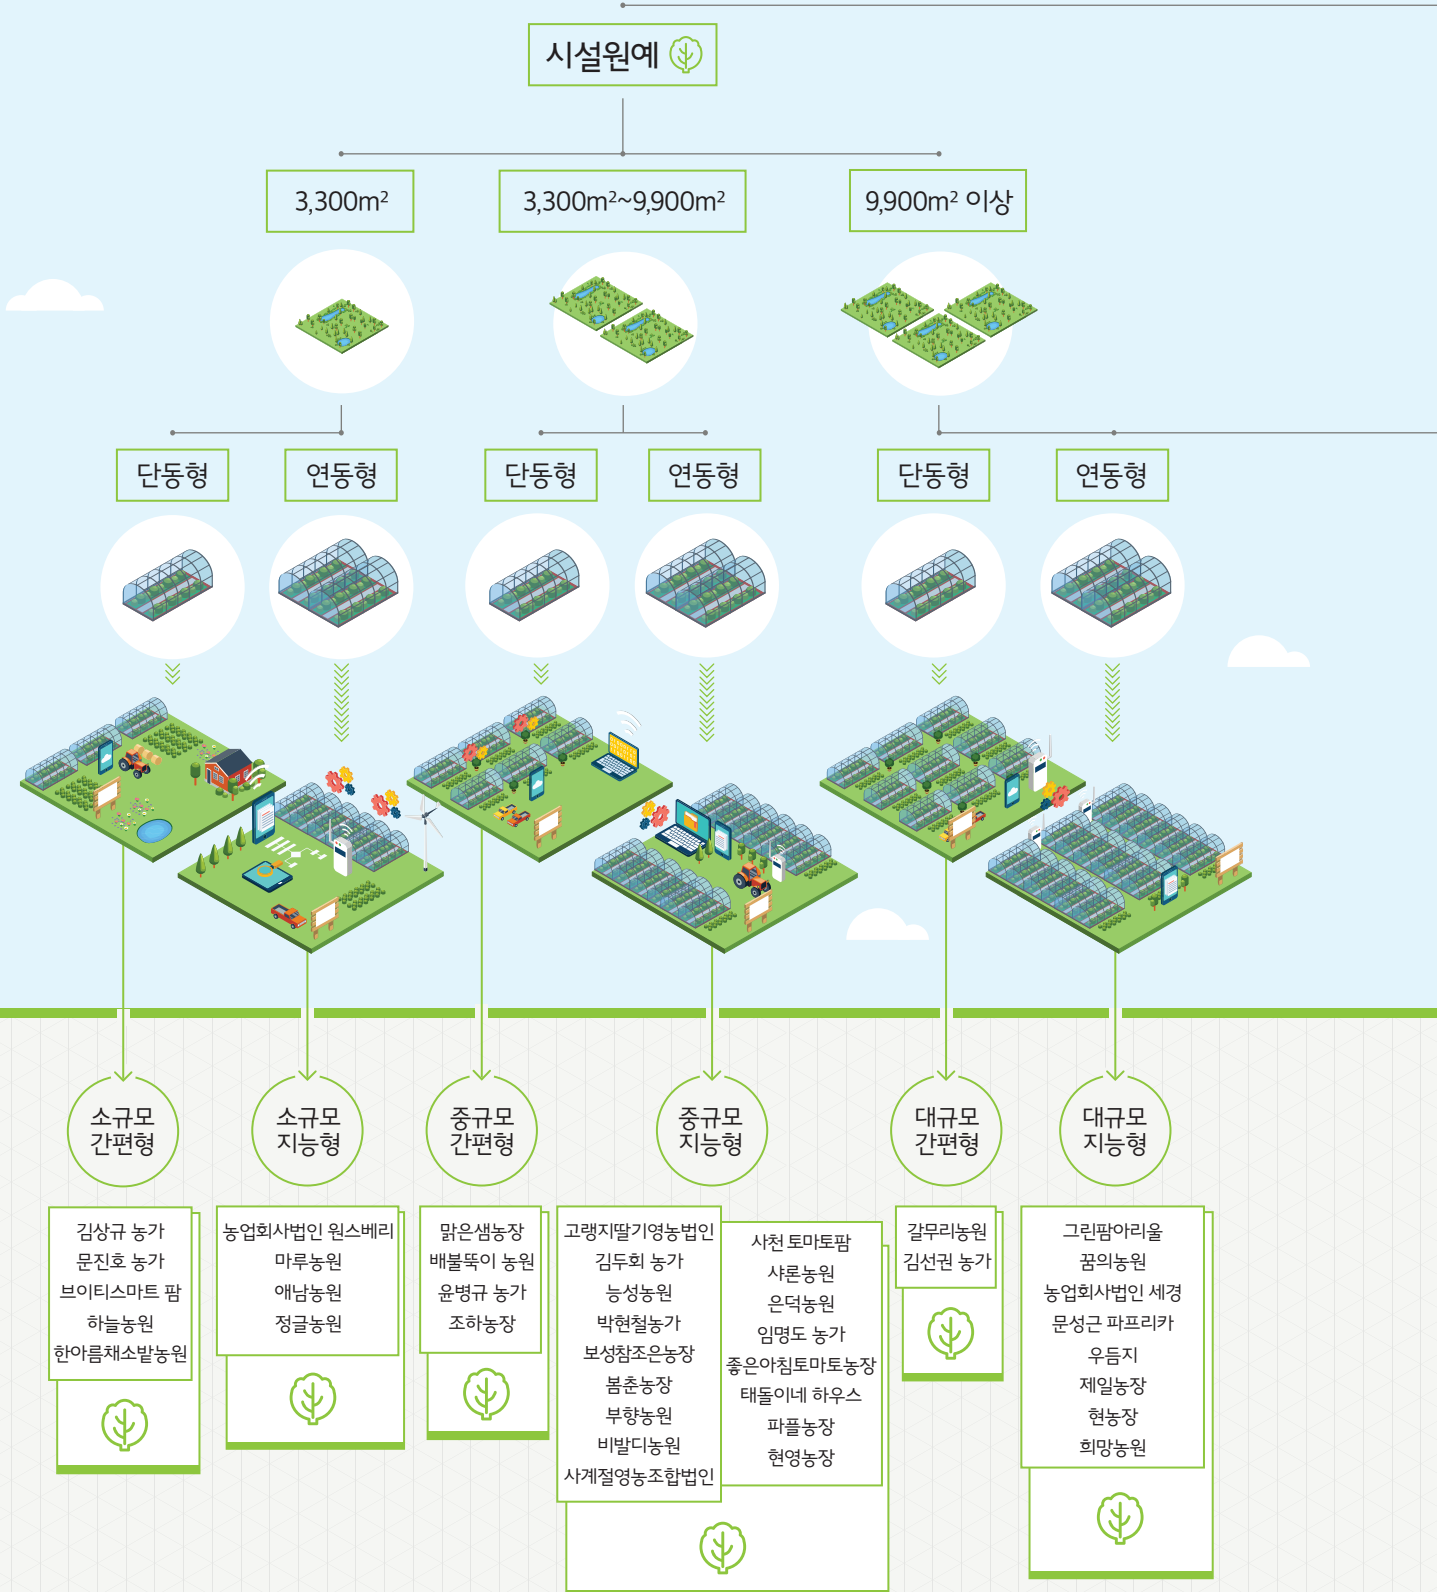 시설원예
3,300m²
3,300m²~9,900m²
9,900m² 이상
단동형
연동형
단동형
연동형
단동형
연동형
소규모
간편형
소규모
지능형
중규모
간편형
중규모
지능형
대규모
간편형
대규모
지능형
김상규 농가
문진호 농가
브이티스마트 팜
하늘농원
한아름채소밭농원
농업회사법인 원스베리
마루농원
애남농원
정글농원
맑은샘농장
배불뚝이 농원
윤병규 농가
조하농장
고랭지딸기영농법인
김두회 농가
능성농원
박현철농가
보성참조은농장
봄춘농장
부향농원
비발디농원
사계절영농조합법인
사천 토마토팜
샤론농원
은덕농원
임명도 농가
좋은아침토마토농장
태돌이네 하우스
파플농장
현영농장
갈무리농원
김선권 농가
그린팜아리울
꿈의농원
농업회사법인 세경
문성근 파프리카
우듬지
제일농장
현농장
희망농원